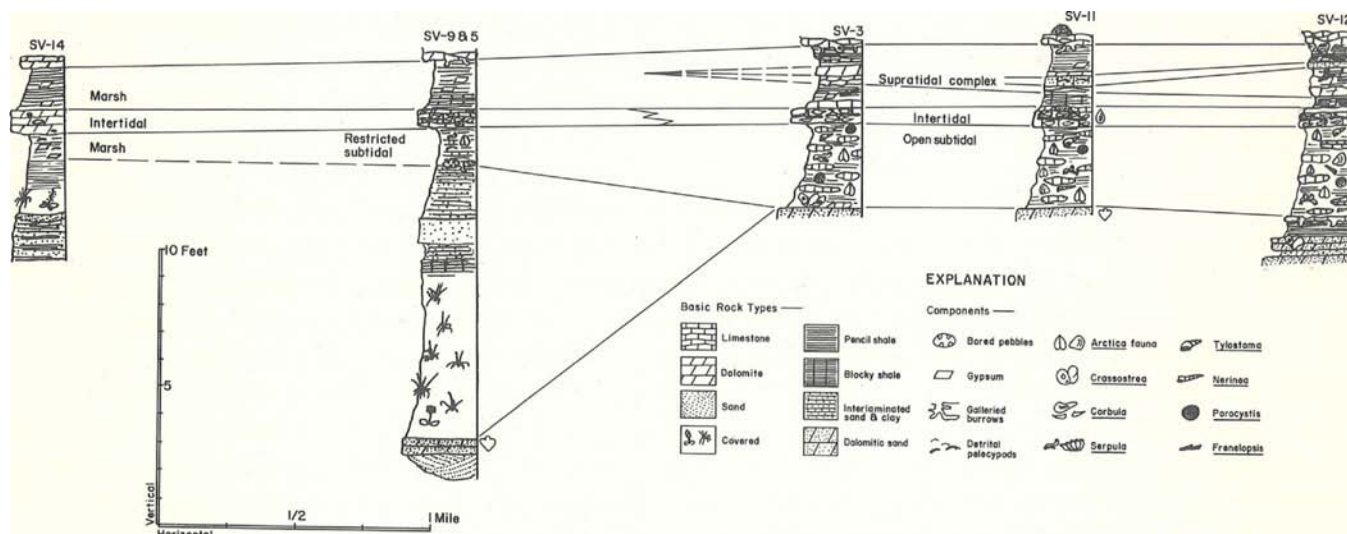 SV-14
SV-9 & 5
SV-3
SV-11
SV-12
Marsh
Supratidal complex
Intertidal
Intertidal
Marsh
Restricted
subtidal
Open subtidal
10 Feet
5
Vertical
1/2
1 Mile
Horizontal
EXPLANATION
Basic Rock Types
Limestone
Dolomite
Sand
Covered
Pencil shale
Blocky shale
Interlaminated
sand & clay
Dolomitic sand
Components
Bored pebbles
Gypsum
Galleried
burrows
Detrital
pelecypods
Arctica fauna
Crassostrea
Corbula
Serpula
Tylostoma
Nerinea
Porocystis
Frenelopsis